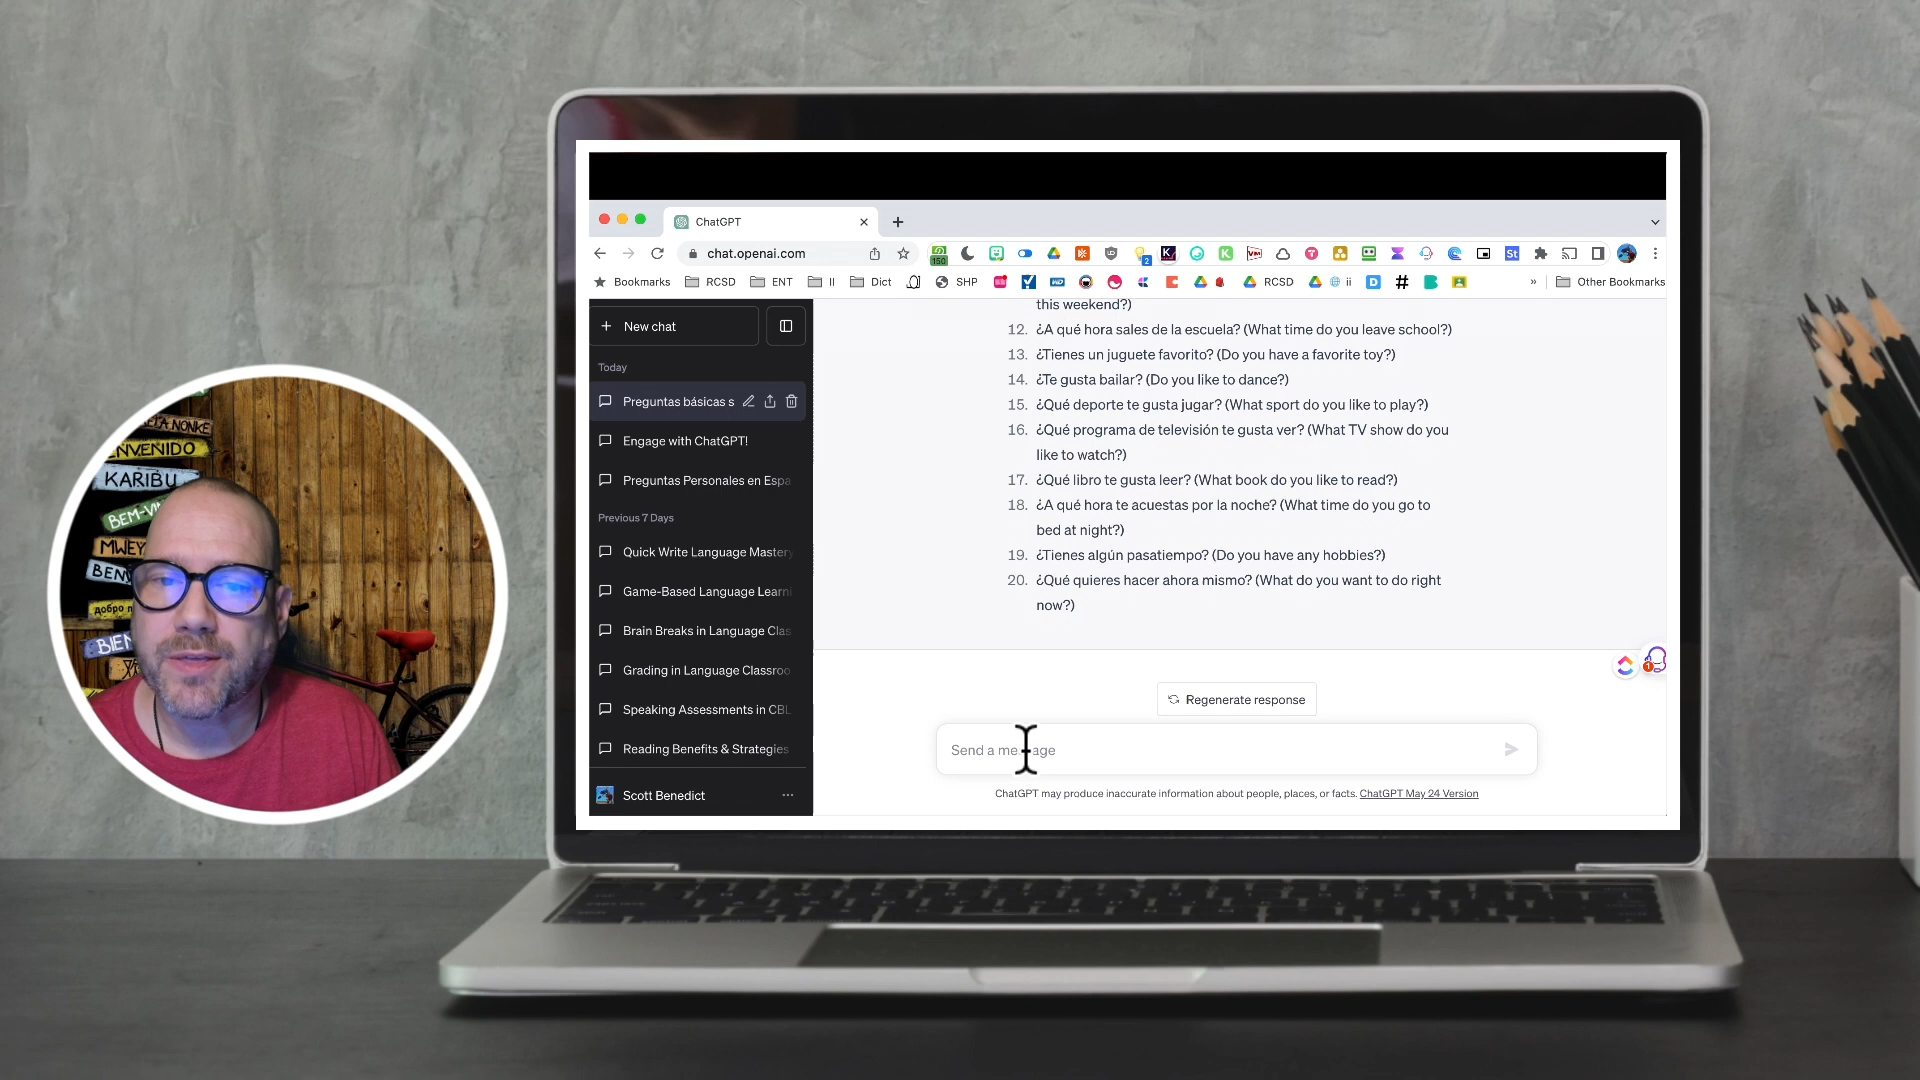 ChatGPT
chat.openai.com
150
2
Bookmarks RCSD ENT II Dict SHP RCSD ii Other Bookmarks
New chat
Today
Preguntas básicas s
Engage with ChatGPT!
Preguntas Personales en Espa
Previous 7 Days
Quick Write Language Mastery
Game-Based Language Learni
Brain Breaks in Language Clas
Grading in Language Classroo
Speaking Assessments in CBL
Reading Benefits & Strategies
Scott Benedict
this weekend?)
12. ¿A qué hora sales de la escuela? (What time do you leave school?)
13. ¿Tienes un juguete favorito? (Do you have a favorite toy?)
14. ¿Te gusta bailar? (Do you like to dance?)
15. ¿Qué deporte te gusta jugar? (What sport do you like to play?)
16. ¿Qué programa de televisión te gusta ver? (What TV show do you
like to watch?)
17. ¿Qué libro te gusta leer? (What book do you like to read?)
18. ¿A qué hora te acuestas por la noche? (What time do you go to
bed at night?)
19. ¿Tienes algún pasatiempo? (Do you have any hobbies?)
20. ¿Qué quieres hacer ahora mismo? (What do you want to do right
now?)
1
Regenerate response
Send a message
ChatGPT may produce inaccurate information about people, places, or facts. ChatGPT May 24 Version
KARIBU